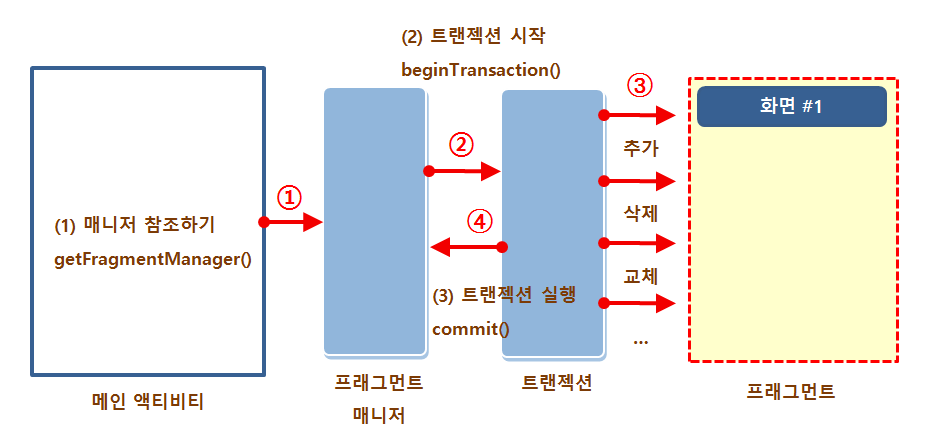 (2) 트랜젝션 시작
beginTransaction()
③
화면 #1
추가
②
①
삭제
④
(1) 매니저 참조하기
getFragmentManager()
교체
(3) 트랜젝션 실행
commit()
...
메인 액티비티
프래그먼트
매니저
트랜젝션
프래그먼트